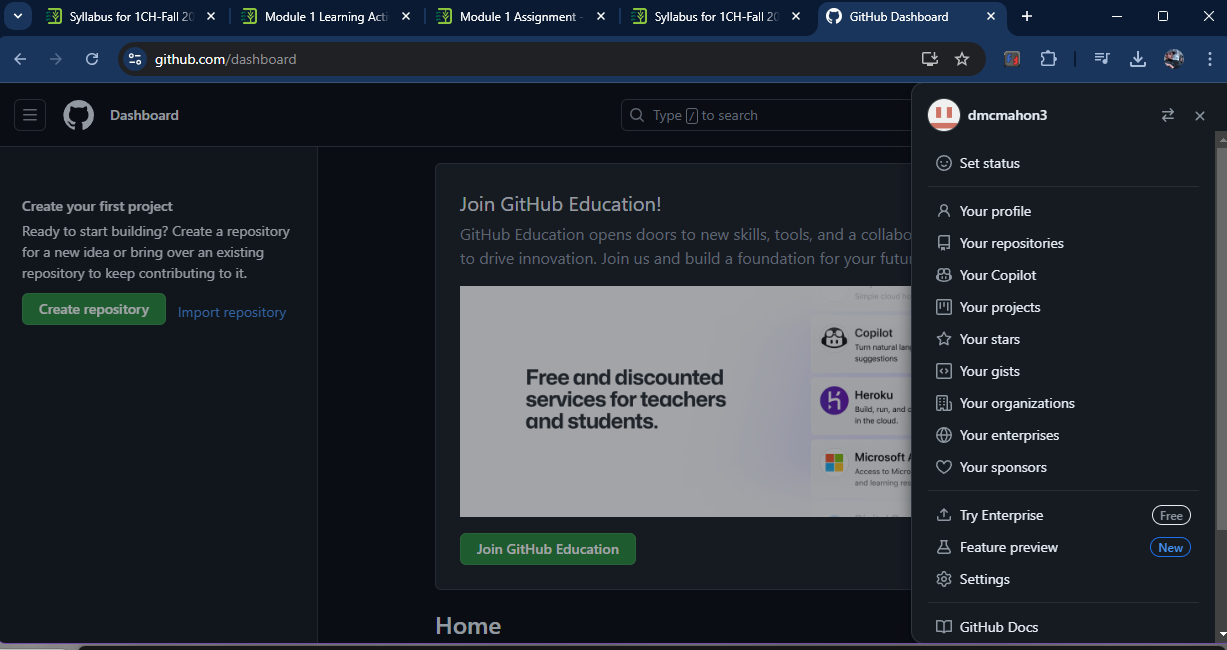 Syllabus for 1CH-Fall 20
Module 1 Learning Acti
Module 1 Assignment -
Syllabus for 1CH-Fall 20
GitHub Dashboard
github.com/dashboard
Dashboard
Type / to search
dmcmahon3
Set status
Your profile
Your repositories
Your Copilot
Your projects
Your stars
Your gists
Your organizations
Your enterprises
Your sponsors
Try Enterprise
Free
Feature preview
New
Settings
GitHub Docs
Create your first project
Ready to start building? Create a repository
for a new idea or bring over an existing
repository to keep contributing to it.
Create repository
Import repository
Join GitHub Education!
GitHub Education opens doors to new skills, tools, and a collabo
to drive innovation. Join us and build a foundation for your futu
Free and discounted
services for teachers
and students.
Simple cloud
Copilot
Turn natural lan
suggestions
Heroku
Build, run, and
in the cloud.
Microsoft A
Access to Micro
and learning res
Join GitHub Education
Home